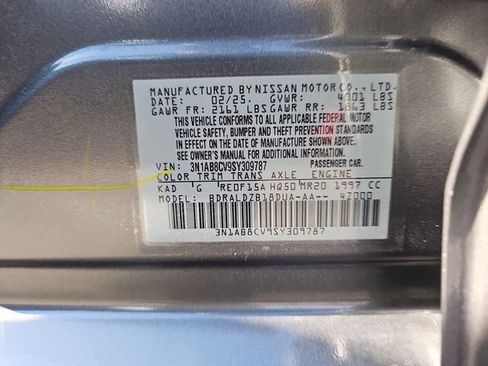 MANUFACTURED BY NISSAN MOTOR CO., LTD.
DATE: 02/25. GVWR: 4001 LBS
GAWR FR: 2161 LBS GAWR RR: 1863 LBS
THIS VEHICLE CONFORMS TO ALL APPLICABLE FEDERAL MOTOR
VEHICLE SAFETY, BUMPER AND THEFT PREVENTION STANDARDS
IN EFFECT ON THE DATE OF MANUFACTURE SHOWN ABOVE.
SEE OWNER'S MANUAL FOR ADDITIONAL INFORMATION
VIN: 3N1AB8CV9SY309787 PASSENGER CAR.
COLOR TRIM TRANS AXLE ENGINE
KAD 'G RE0F15A HQ50 MR20 1997 CC
MODEL: BDRALDZB18DUA-AA-- 4Z000
3N1AB8CV9SY309787